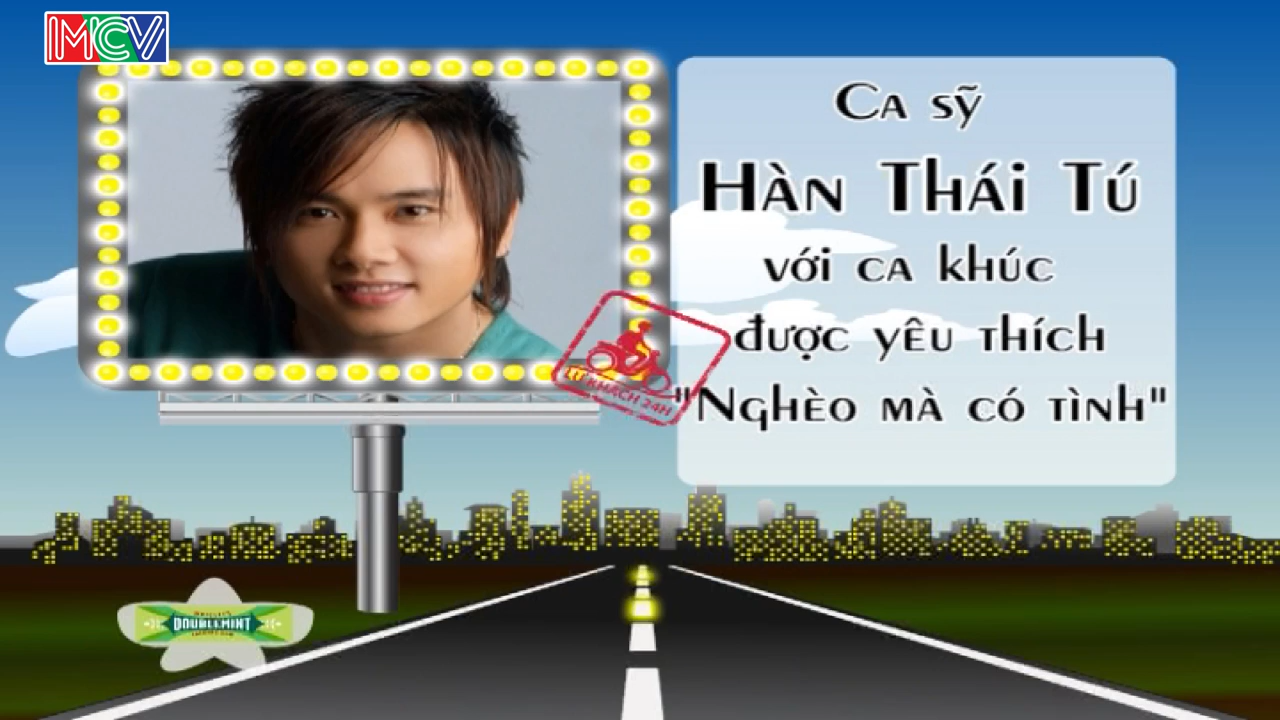 MCV
Ca sỹ
Hàn Thái Tú
với ca khúc
được yêu thích
"Nghèo mà có tình"
KHÁCH 24H
DOUBLEMINT